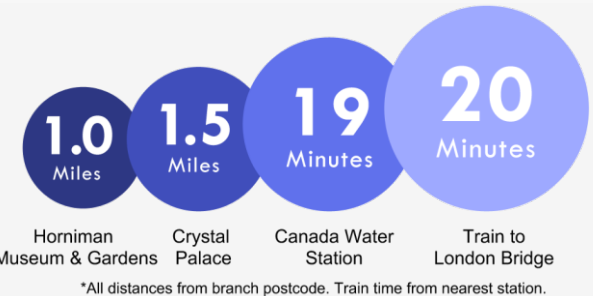 1.0
Miles
1.5
Miles
19
Minutes
20
Minutes
Horniman
Museum & Gardens
Crystal
Palace
Canada Water
Station
Train to
London Bridge
*All distances from branch postcode. Train time from nearest station.